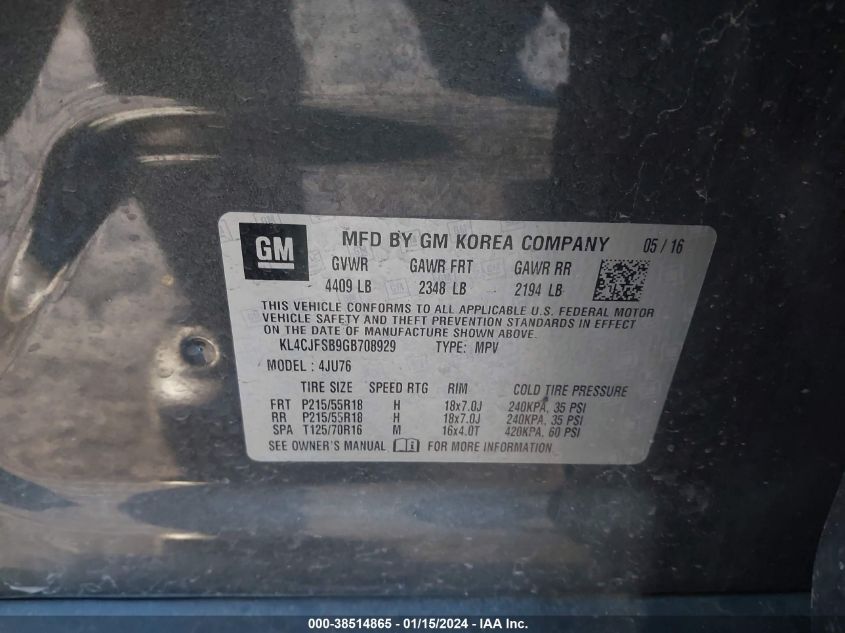 GM
MFD BY GM KOREA COMPANY 05 / 16
GVWR GAWR FRT GAWR RR
4409 LB 2348 LB 2194 LB
THIS VEHICLE CONFORMS TO ALL APPLICABLE U.S. FEDERAL MOTOR
VEHICLE SAFETY AND THEFT PREVENTION STANDARDS IN EFFECT
ON THE DATE OF MANUFACTURE SHOWN ABOVE.
KL4CJFSB9GB708929 TYPE: MPV
MODEL : 4JU76
TIRE SIZE SPEED RTG RIM COLD TIRE PRESSURE
FRT P215/55R18 H 18x7.0J 240KPA, 35 PSI
RR P215/55R18 H 18x7.0J 240KPA, 35 PSI
SPA T125/70R16 M 16x4.0T 420KPA, 60 PSI
SEE OWNER'S MANUAL FOR MORE INFORMATION
000-38514865 - 01/15/2024 - IAA Inc.